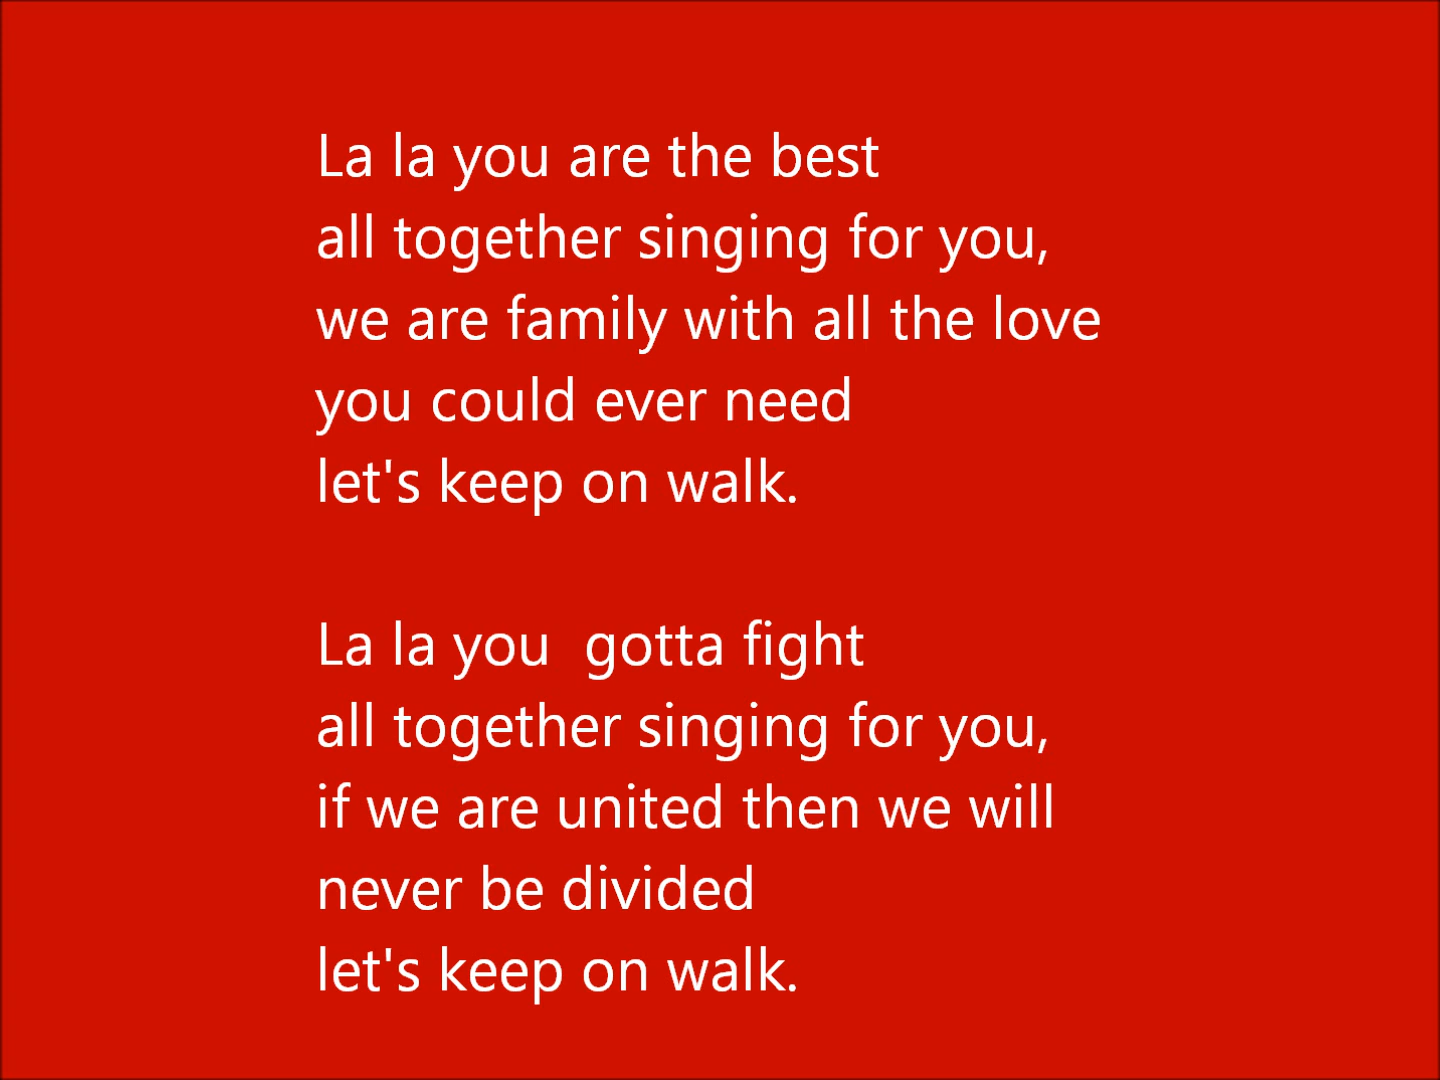 La la you are the best
all together singing for you,
we are family with all the love
you could ever need
let's keep on walk.

La la you  gotta fight
all together singing for you,
if we are united then we will
never be divided
let's keep on walk.